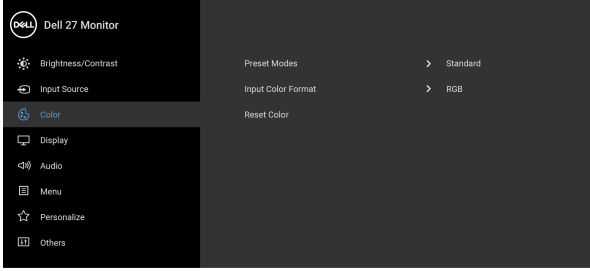 DELL Dell 27 Monitor
Brightness/Contrast
Input Source
Color
Display
Audio
Menu
Personalize
Others
Preset Modes > Standard
Input Color Format > RGB
Reset Color